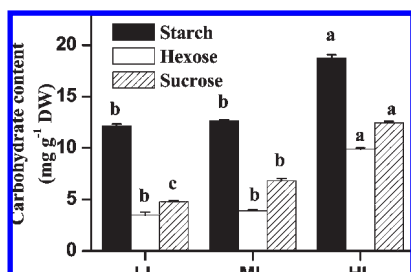 Carbohydrate content
(mg g⁻¹ DW)
20
15
10
5
0
Starch
Hexose
Sucrose
b
b
c
b
b
b
a
a
a